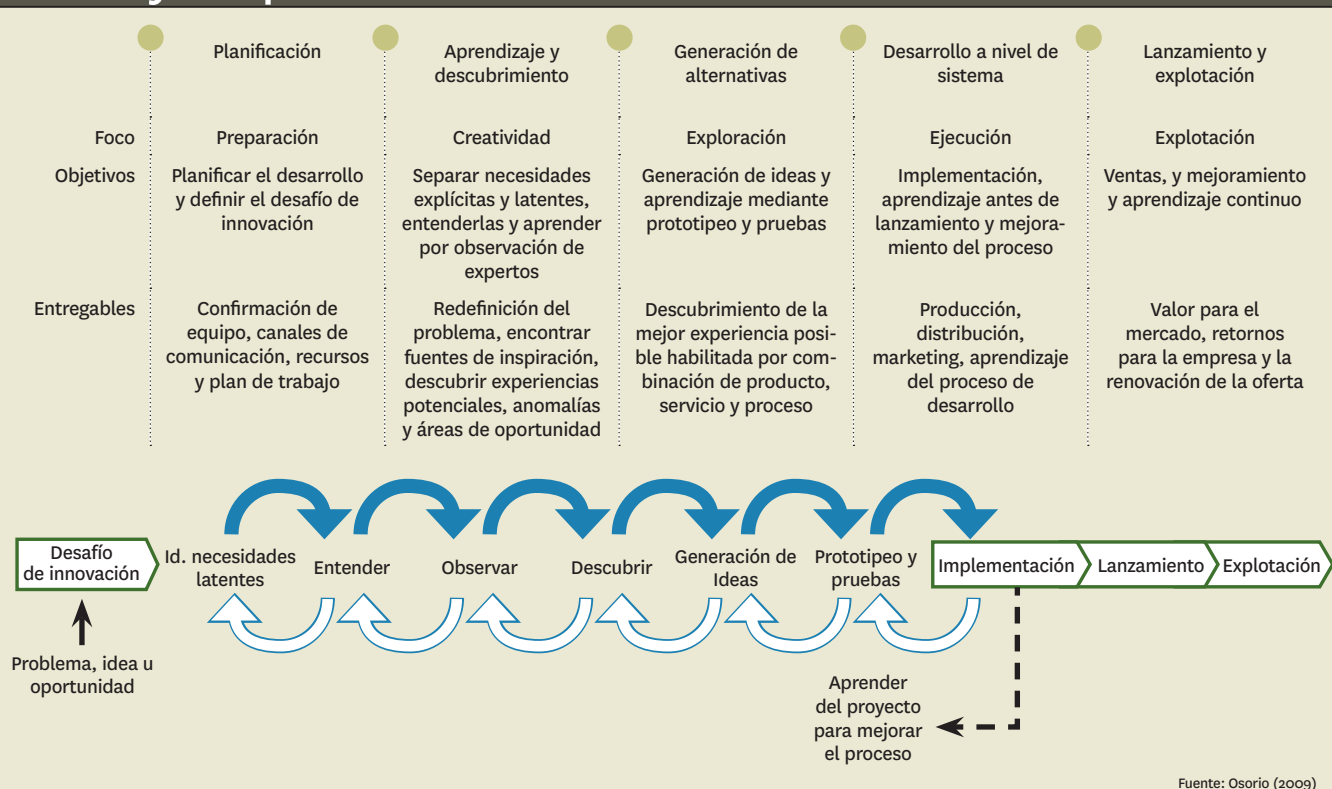 Planificación
Aprendizaje y
descubrimiento
Generación de
alternativas
Desarrollo a nivel de
sistema
Lanzamiento y
explotación
Foco
Preparación
Creatividad
Exploración
Ejecución
Explotación
Objetivos
Planificar el desarrollo
y definir el desafío de
innovación
Separar necesidades
explícitas y latentes,
entenderlas y aprender
por observación de
expertos
Generación de ideas y
aprendizaje mediante
prototipeo y pruebas
Implementación,
aprendizaje antes de
lanzamiento y mejora-
miento del proceso
Ventas, y mejoramiento
y aprendizaje continuo
Entregables
Confirmación de
equipo, canales de
comunicación, recursos
y plan de trabajo
Redefinición del
problema, encontrar
fuentes de inspiración,
descubrir experiencias
potenciales, anomalías
y áreas de oportunidad
Descubrimiento de la
mejor experiencia posi-
ble habilitada por com-
binación de producto,
servicio y proceso
Producción,
distribución,
marketing, aprendizaje
del proceso de
desarrollo
Valor para el
mercado, retornos
para la empresa y la
renovación de la oferta
Desafío
de innovación
Id. necesidades
latentes
Entender
Observar
Descubrir
Generación de
Ideas
Prototipeo y
pruebas
Implementación
Lanzamiento
Explotación
Problema, idea u
oportunidad
Aprender
del proyecto
para mejorar
el proceso
Fuente: Osorio (2009)